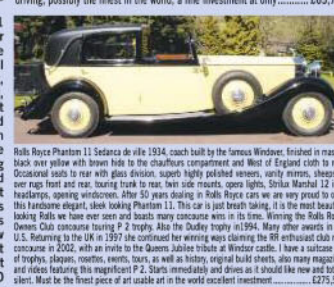 driving, possibly the finest in the world, a fine investment at only
Rolls Royce Phantom 11 Sedanca de ville 1934, coach built by the famous Windover, finished in
black over yellow with brown hide to the chauffeurs compartment and West of England cloth to
Occasional seats to rear with glass division, superb highly polished veneers, vanity mirrors,
over rugs front and rear, touring trunk to rear, twin side mounts, opera lights, Strilux Marshal 12
headlamps, opening windscreen. After 50 years dealing in Rolls Royce cars we are very proud to
this handsome elegant, sleek looking Phantom 11. This car is just breath taking, it is the most
looking Rolls we have ever seen and boasts many concourse wins in its time. Winning the Rolls
Owners Club concourse touring P 2 trophy. Also the Dudley trophy in1994. Many other awards in
U.S. Returning to the UK in 1997 she continued her winning ways claiming the RR enthusiast club
concourse in 2002, with an invite to the Queens Jubilee tribute at Windsor castle. I have a suitcase
of trophys, plaques, rosettes, events, tours, as well as history, original build sheets, also many
and videos featuring this magnificent P 2. Starts immediately and drives as it should like new and
silent. Must be the finest piece of art usable art in the world excellent investment